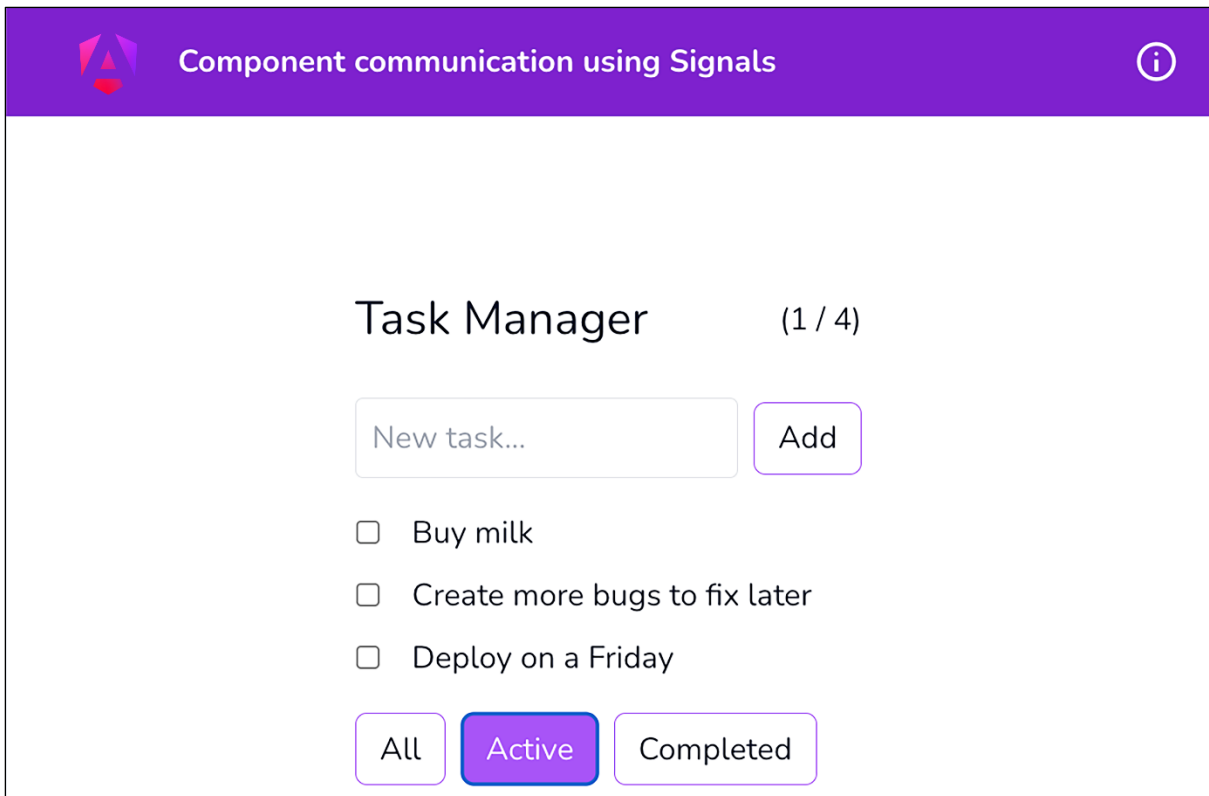 Component communication using Signals
Task Manager (1 / 4)
New task... Add
Buy milk
Create more bugs to fix later
Deploy on a Friday
All Active Completed